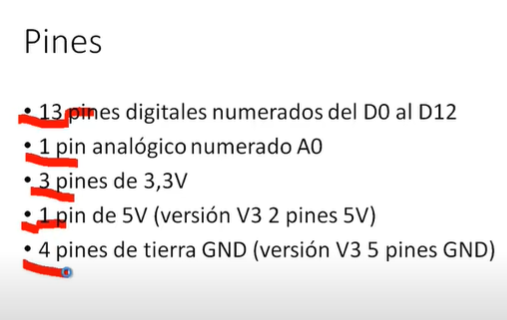 Pines
• 13 pines digitales numerados del D0 al D12
• 1 pin analógico numerado A0
• 3 pines de 3,3V
• 1 pin de 5V (versión V3 2 pines 5V)
• 4 pines de tierra GND (versión V3 5 pines GND)